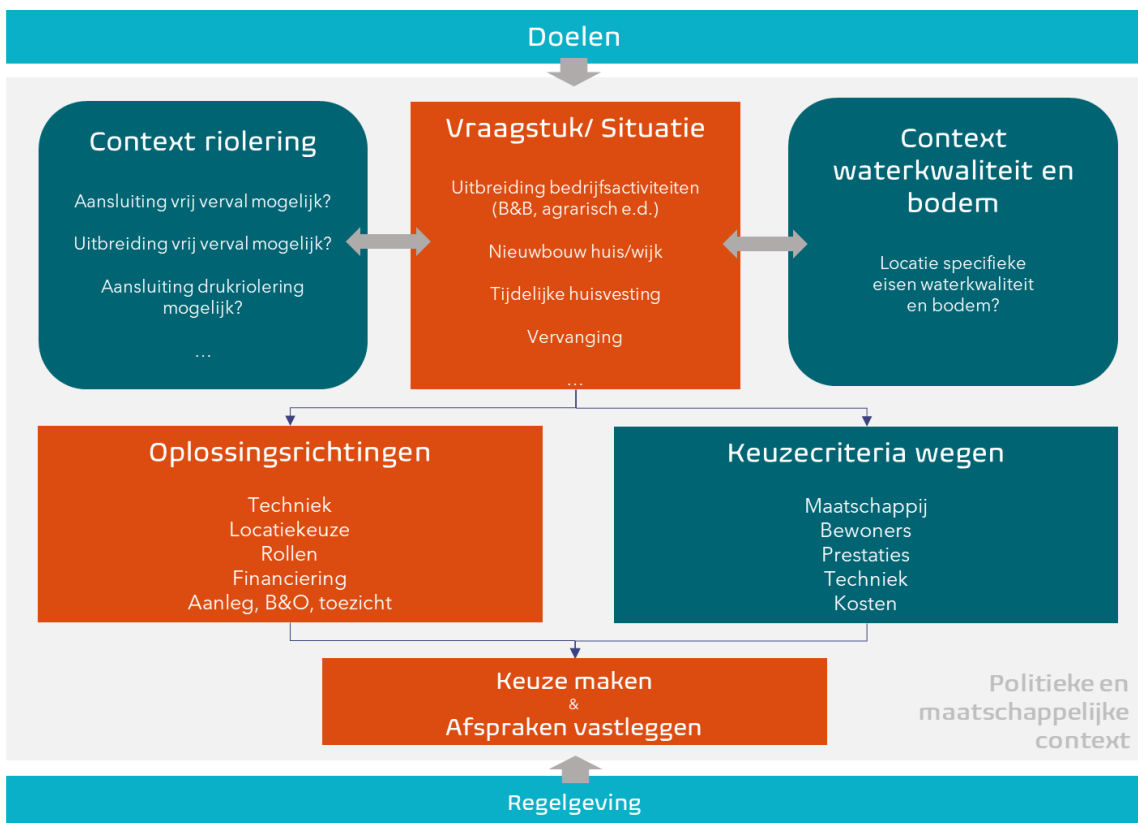 Doelen
Context riolering
Aansluiting vrij verval mogelijk?
Uitbreiding vrij verval mogelijk?
Aansluiting drukriolering
mogelijk?
…
Vraagstuk/ Situatie
Uitbreiding bedrijfsactiviteiten
(B&B, agrarisch e.d.)
Nieuwbouw huis/wijk
Tijdelijke huisvesting
Vervanging
…
Context
waterkwaliteit en
bodem
Locatie specifieke
eisen waterkwaliteit
en bodem?
Oplossingsrichtingen
Techniek
Locatiekeuze
Rollen
Financiering
Aanleg, B&O, toezicht
Keuzecriteria wegen
Maatschappij
Bewoners
Prestaties
Techniek
Kosten
Keuze maken
&
Afspraken vastleggen
Politieke en
maatschappelijke
context
Regelgeving